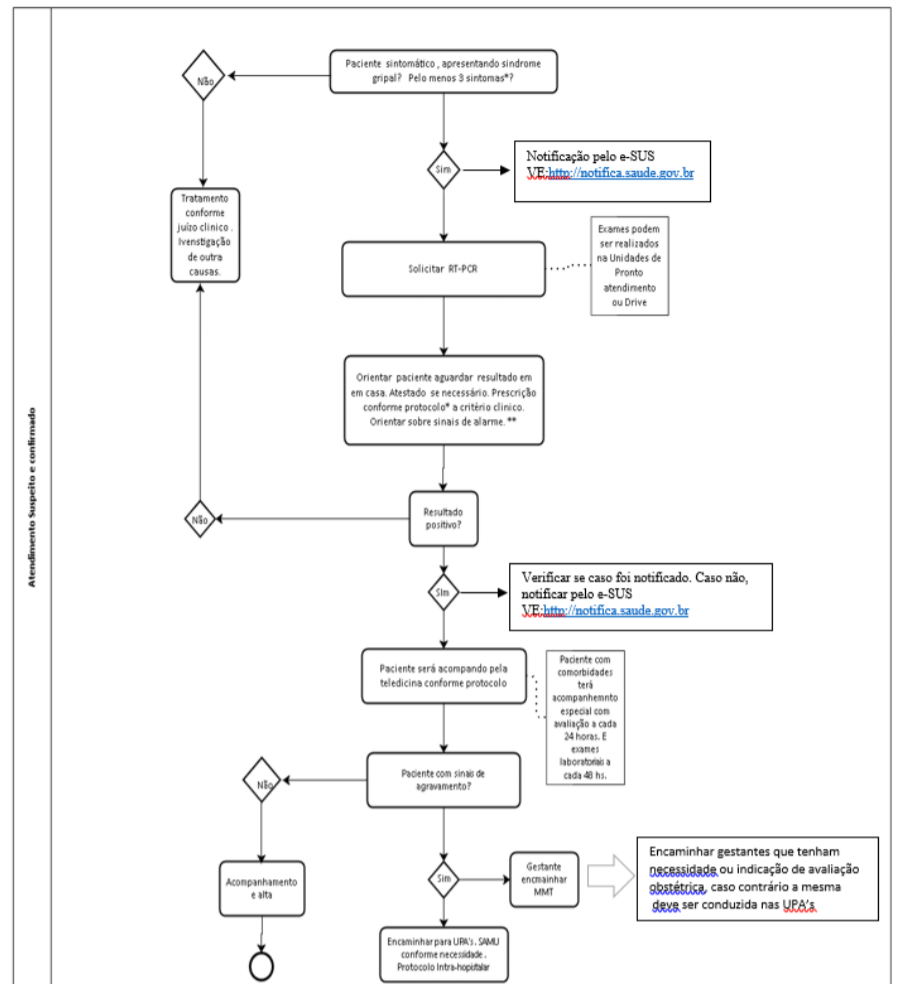 Atendimento Suspeito e confirmado
Paciente sintomático , apresentando sindrome
gripal? Pelo menos 3 sintomas*?
Não
Sim
Notificação pelo e-SUS
VE:http://notifica.saude.gov.br
Tratamento
conforme
juízo clinico .
Ivenstigação
de outra
causas.
Solicitar RT-PCR
Exames podem
ser realizados
na Unidades de
Pronto
atendimento
ou Drive
Orientar paciente aguardar resultado em
em casa. Atestado se necessário. Prescrição
conforme protocolo* a critério clinico.
Orientar sobre sinais de alarme. **
Resultado
positivo?
Não
Sim
Verificar se caso foi notificado. Caso não,
notificar pelo e-SUS
VE:http://notifica.saude.gov.br
Paciente será acompando pela
teledicina conforme protocolo
Paciente com
comorbidades
terá
acompanhemnto
especial com
avaliação a cada
24 horas. E
exames
laboratoriais a
cada 48 hs.
Paciente com sinais de
agravamento?
Não
Acompanhamento
e alta
Sim
Gestante
encmainhar
MMT
Encaminhar gestantes que tenham
necessidade ou indicação de avaliação
obstétrica, caso contrário a mesma
deve ser conduzida nas UPA's
Encaminhar para UPA's. SAMU
conforme necessidade .
Protocolo Intra-hopistalar